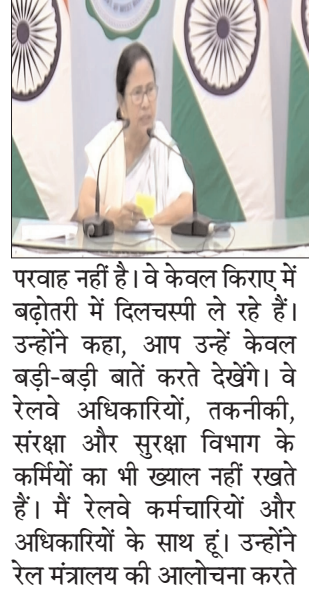 परवाह नहीं है। वे केवल किराए में
बढ़ोतरी में दिलचस्पी ले रहे हैं।
उन्होंने कहा, आप उन्हें केवल
बड़ी-बड़ी बातें करते देखेंगे। वे
रेलवे अधिकारियों, तकनीकी,
संरक्षा और सुरक्षा विभाग के
कर्मियों का भी ख्याल नहीं रखते
हैं। मैं रेलवे कर्मचारियों और
अधिकारियों के साथ हूं। उन्होंने
रेल मंत्रालय की आलोचना करते